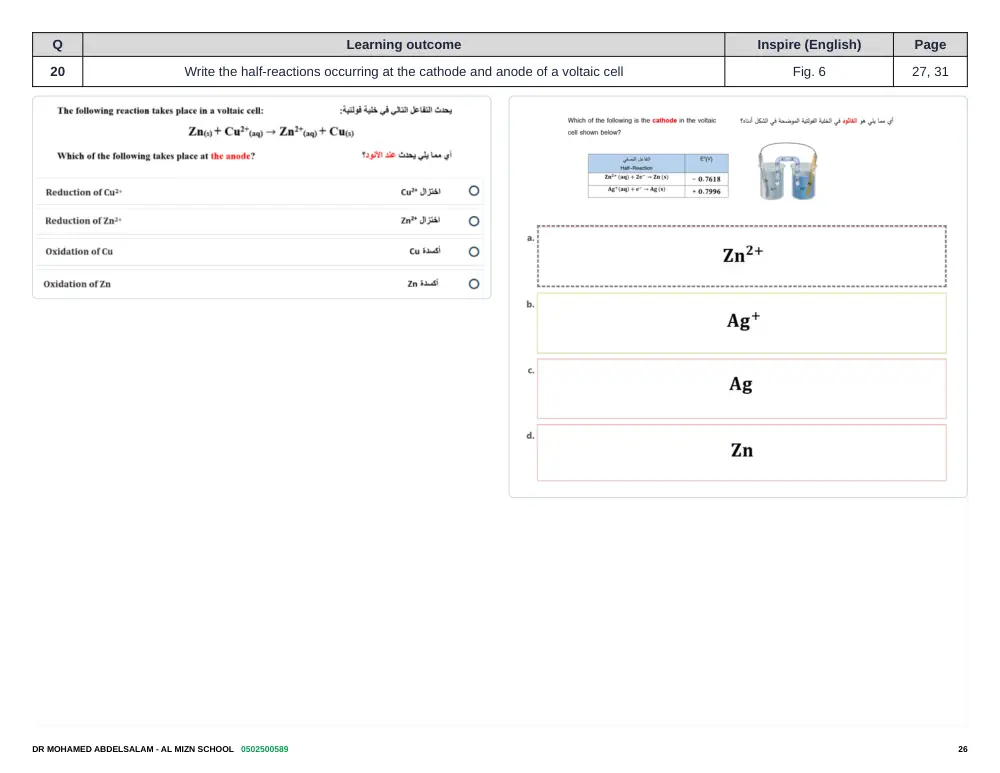 Q Learning outcome Inspire (English) Page
20 Write the half-reactions occurring at the cathode and anode of a voltaic cell Fig. 6 27, 31
The following reaction takes place in a voltaic cell: يحدث التفاعل التالي في خلية فولتية:
Zn(s) + Cu²⁺(aq) → Zn²⁺(aq) + Cu(s)
Which of the following takes place at the anode? أي مما يلي يحدث عند الأنود؟
Reduction of Cu²⁺ اختزال Cu²⁺
Reduction of Zn²⁺ اختزال Zn²⁺
Oxidation of Cu أكسدة Cu
Oxidation of Zn أكسدة Zn
Which of the following is the cathode in the voltaic أي مما يلي هو الكاثود في الخلية الفولتية الموضحة في الشكل أدناه؟
cell shown below?
التفاعل النصفي E°(V)
Half-Reaction
Zn²⁺ (aq) + 2e⁻ → Zn (s) − 0.7618
Ag⁺(aq) + e⁻ → Ag (s) + 0.7996
a. Zn²⁺
b. Ag⁺
c. Ag
d. Zn
DR MOHAMED ABDELSALAM - AL MIZN SCHOOL 0502500589 26